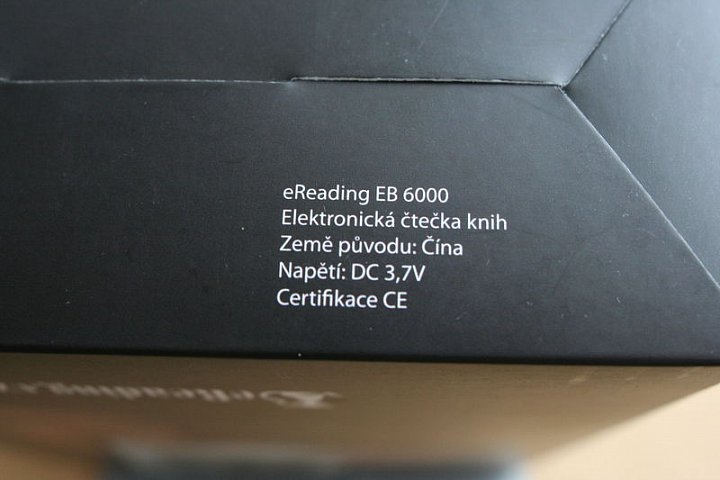 eReading EB 6000
Elektronická čtečka knih
Země původu: Čína
Napětí: DC 3,7V
Certifikace CE